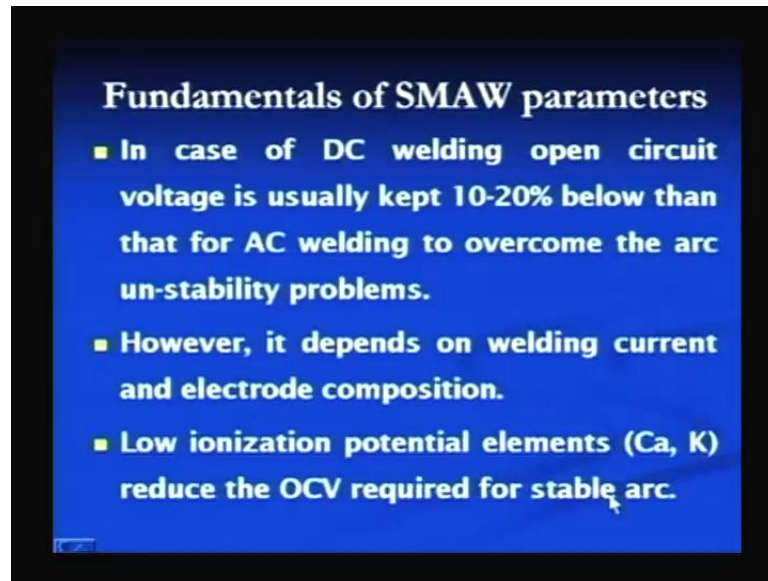 Fundamentals of SMAW parameters
In case of DC welding open circuit
voltage is usually kept 10-20% below than
that for AC welding to overcome the arc
un-stability problems.
However, it depends on welding current
and electrode composition.
Low ionization potential elements (Ca, K)
reduce the OCV required for stable arc.